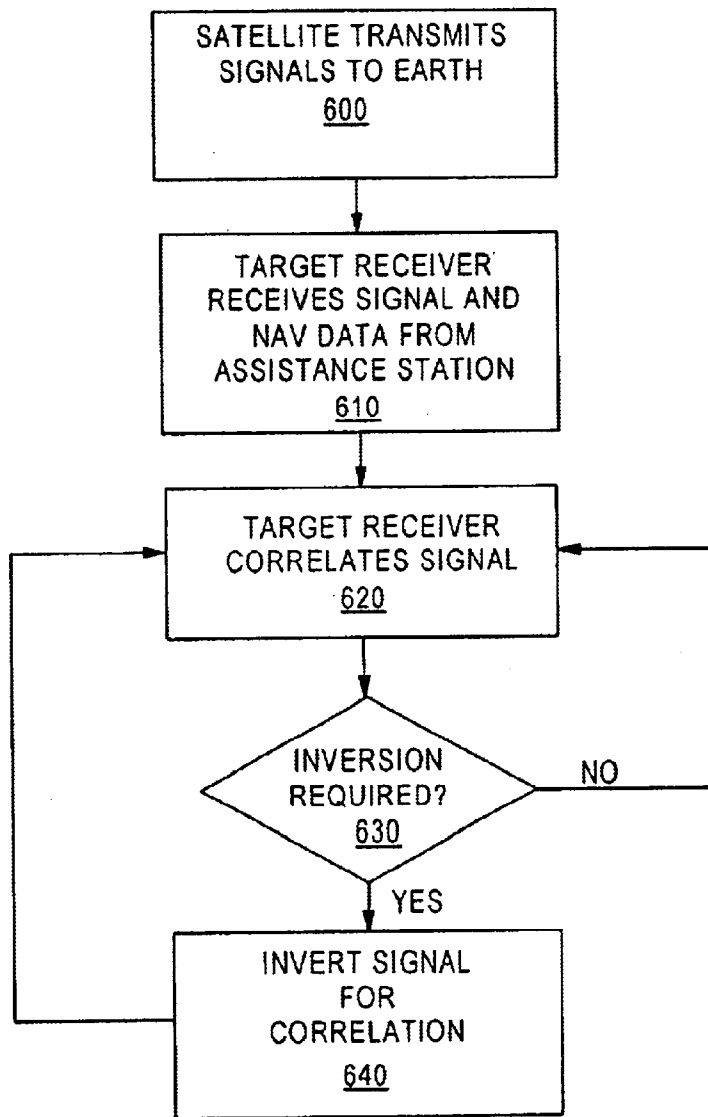 SATELLITE TRANSMITS
SIGNALS TO EARTH
600
TARGET RECEIVER
RECEIVES SIGNAL AND
NAV DATA FROM
ASSISTANCE STATION
610
TARGET RECEIVER
CORRELATES SIGNAL
620
INVERSION
REQUIRED?
630
NO
YES
INVERT SIGNAL
FOR
CORRELATION
640